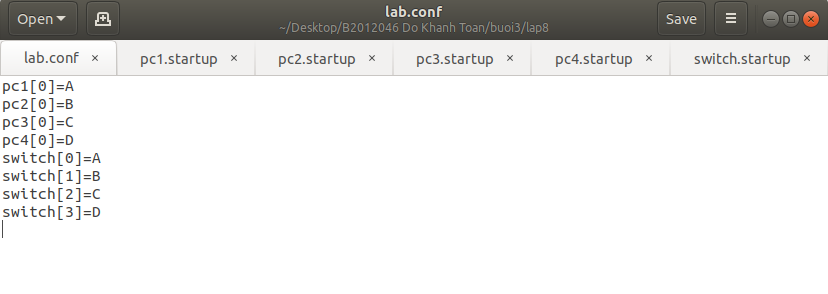 Open
lab.conf
~/Desktop/B2012046 Do Khanh Toan/buoi3/lap8
Save
lab.conf × pc1.startup × pc2.startup × pc3.startup × pc4.startup × switch.startup ×
pc1[0]=A
pc2[0]=B
pc3[0]=C
pc4[0]=D
switch[0]=A
switch[1]=B
switch[2]=C
switch[3]=D